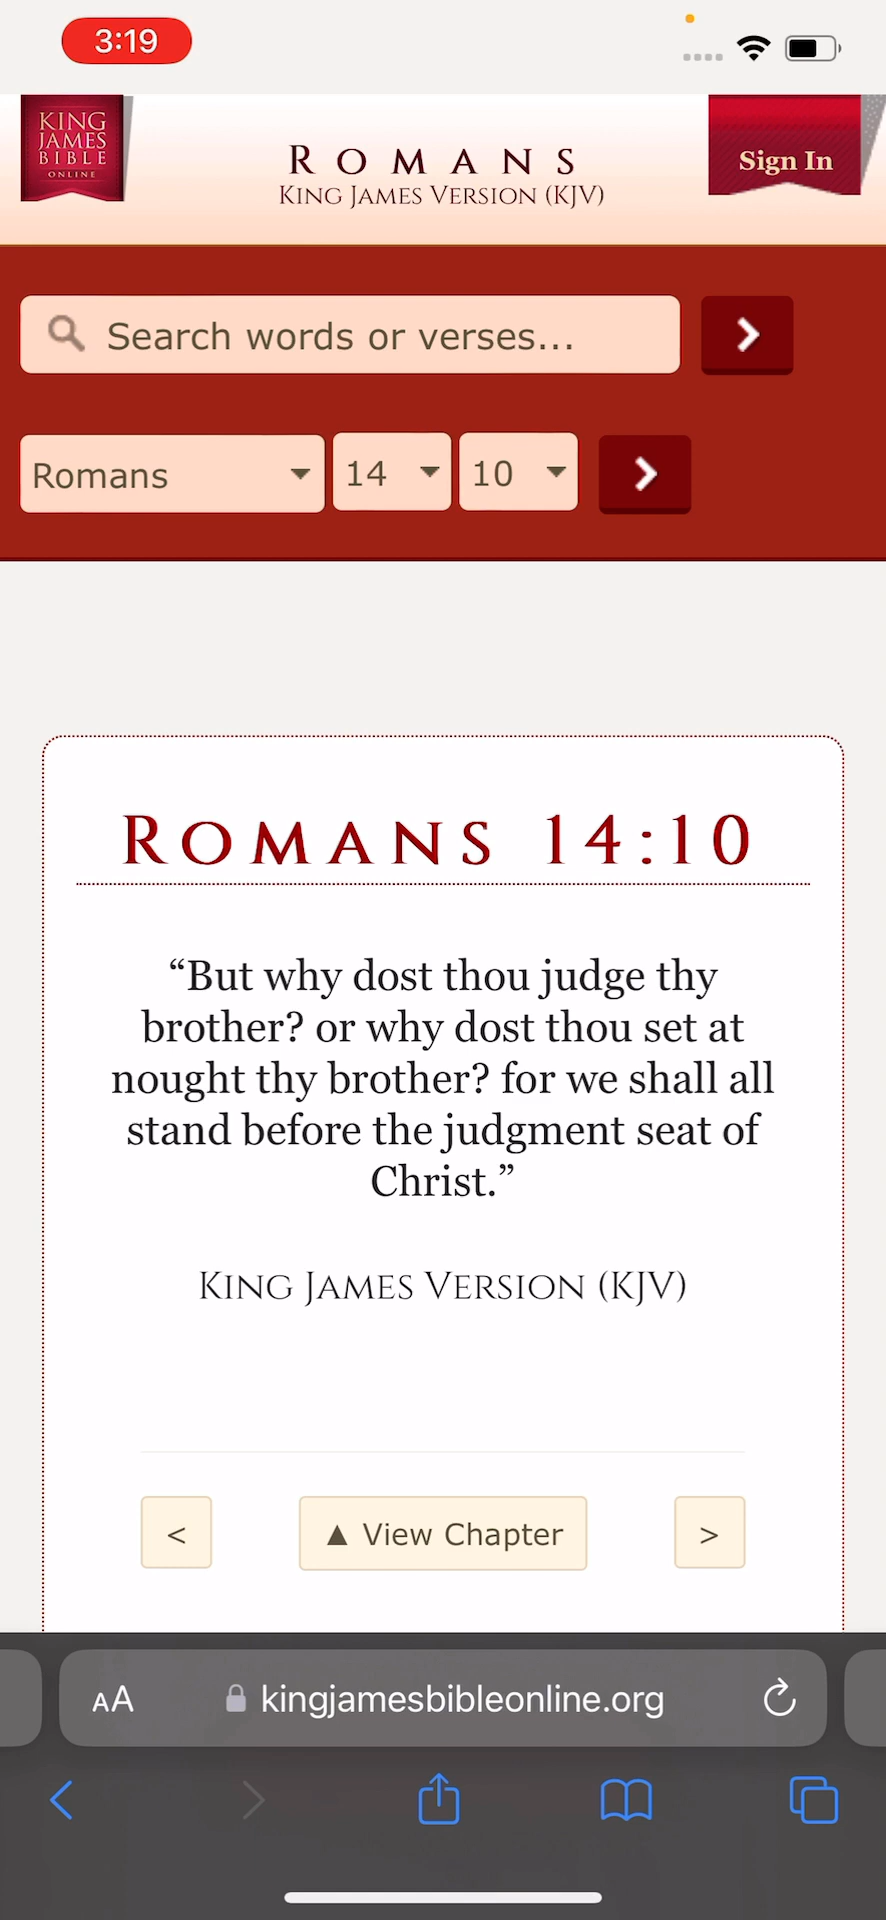 3:19
KING
JAMES
BIBLE
ONLINE
ROMANS
KING JAMES VERSION (KJV)
Sign In
Search words or verses...
Romans
14
10
ROMANS 14:10
“But why dost thou judge thy
brother? or why dost thou set at
nought thy brother? for we shall all
stand before the judgment seat of
Christ.”
KING JAMES VERSION (KJV)
<
▲ View Chapter
>
AA
kingjamesbibleonline.org